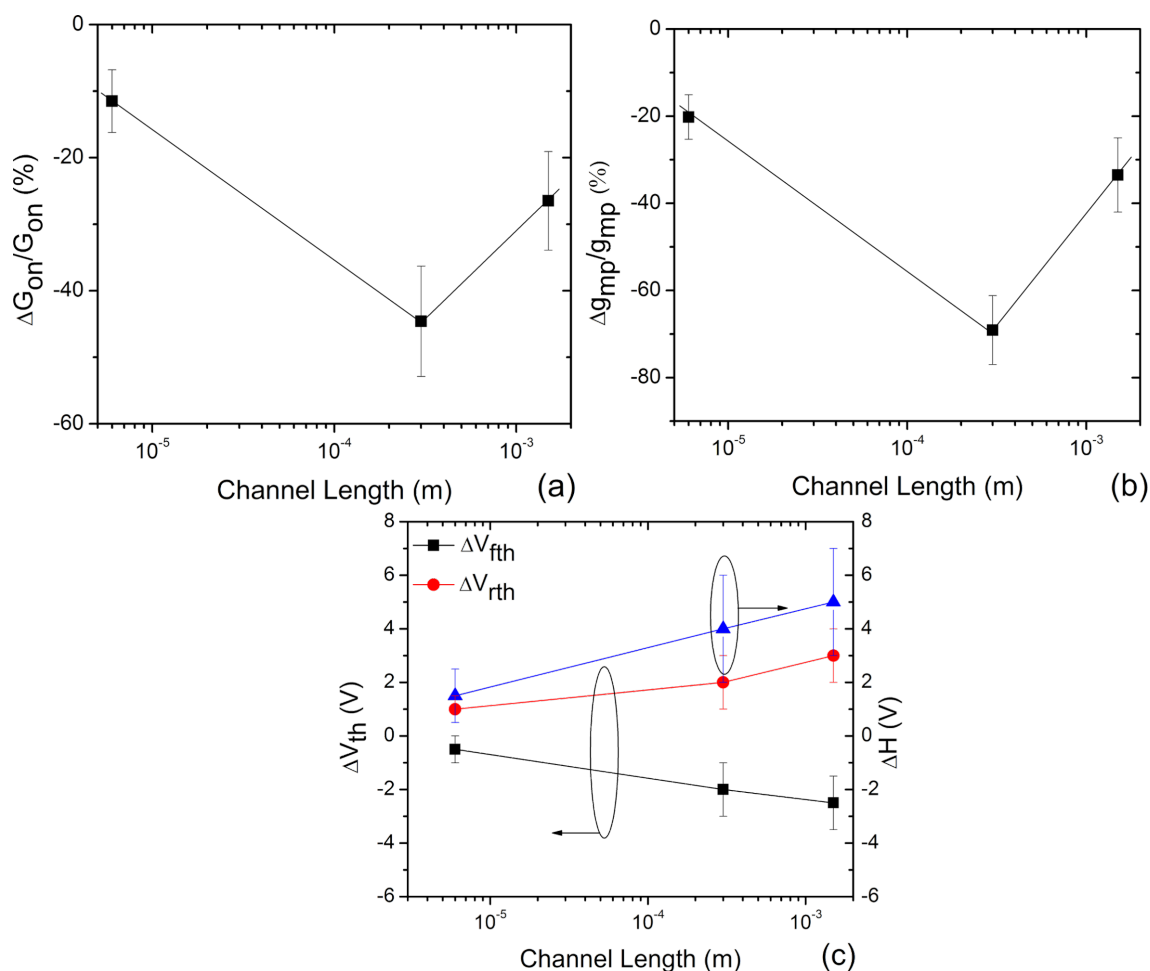 0
-20
-40
-60
ΔG_on/G_on (%)
10^-5
10^-4
10^-3
Channel Length (m)
(a)
0
-20
-40
-60
-80
Δg_mp/g_mp (%)
10^-5
10^-4
10^-3
Channel Length (m)
(b)
ΔV_fth
ΔV_rth
8
6
4
2
0
-2
-4
-6
ΔV_th (V)
8
6
4
2
0
-2
-4
-6
ΔH (V)
10^-5
10^-4
10^-3
Channel Length (m)
(c)